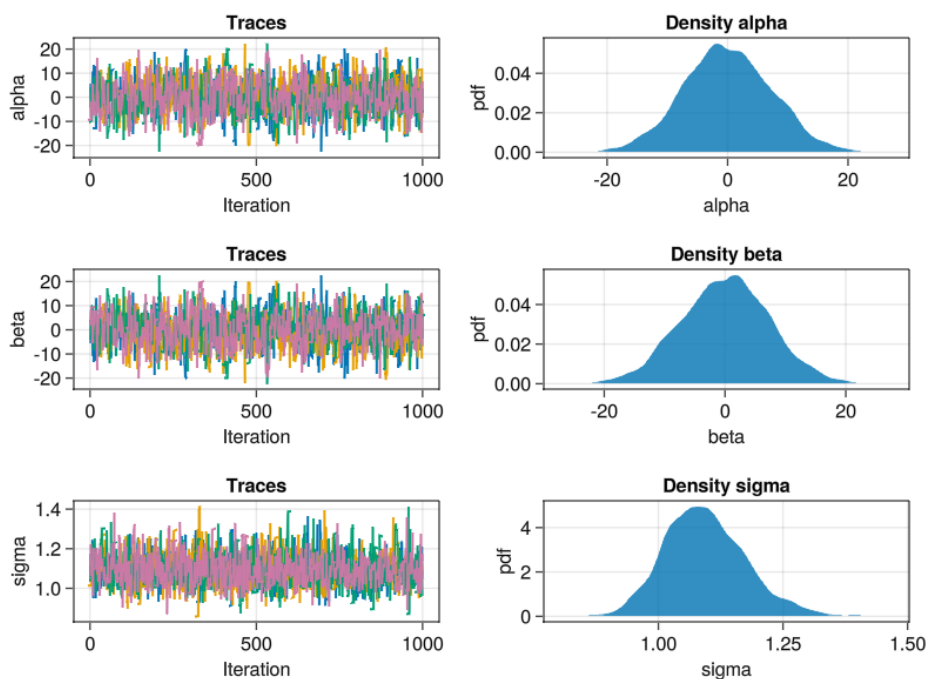 Traces
alpha
20
10
0
-10
-20
0 500 1000
Iteration
Density alpha
pdf
0.04
0.02
0.00
-20 0 20
alpha
Traces
beta
20
10
0
-10
-20
0 500 1000
Iteration
Density beta
pdf
0.04
0.02
0.00
-20 0 20
beta
Traces
sigma
1.4
1.2
1.0
0 500 1000
Iteration
Density sigma
pdf
4
2
0
1.00 1.25 1.50
sigma